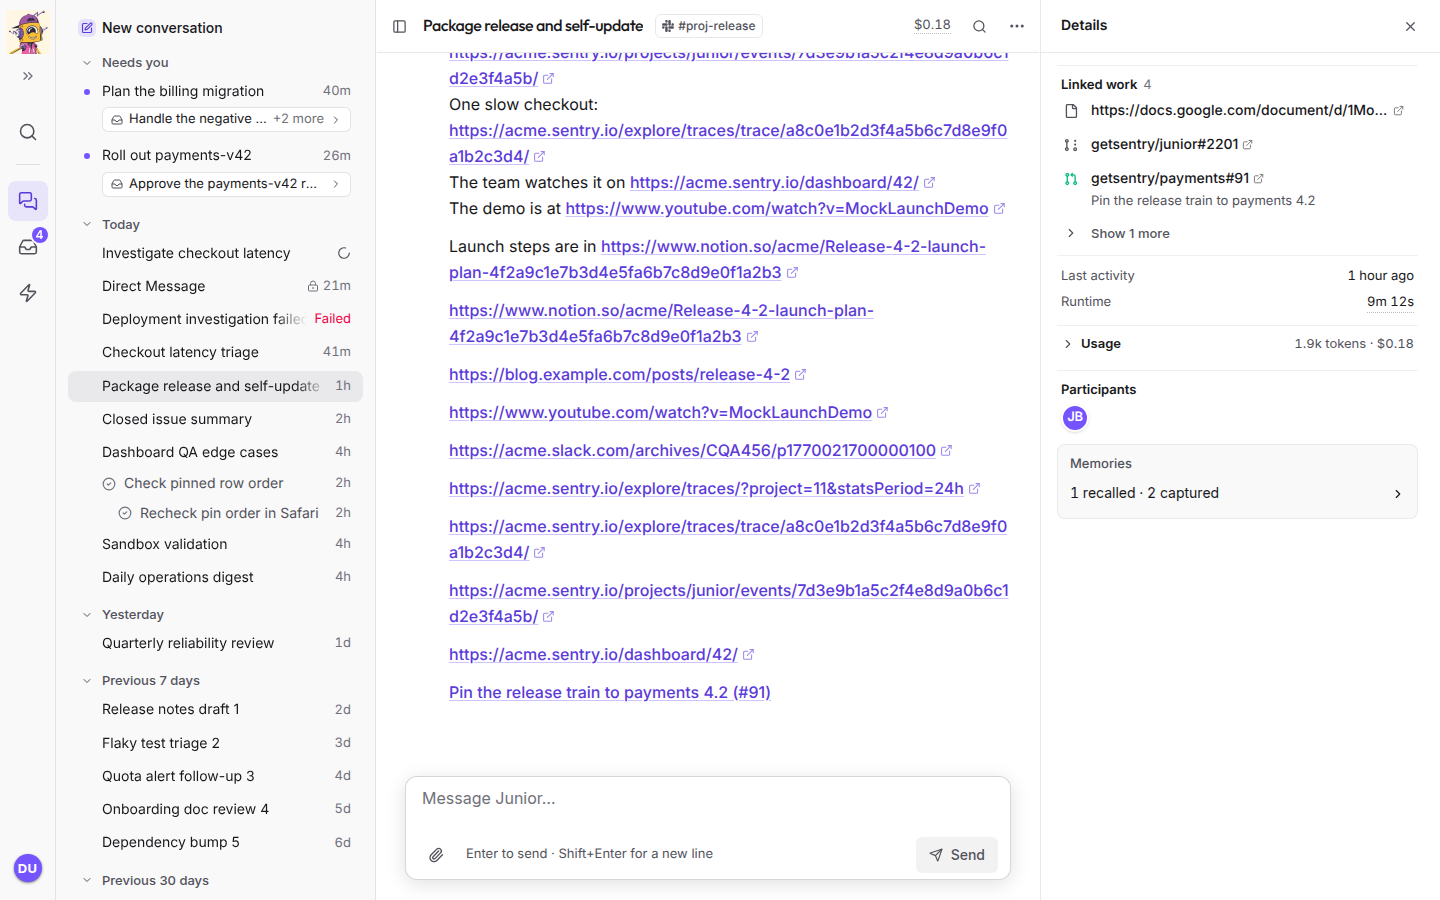 New conversation
Needs you
Plan the billing migration 40m
Handle the negative ... +2 more
Roll out payments-v42 26m
Approve the payments-v42 r...
Today
Investigate checkout latency
Direct Message 21m
Deployment investigation failed Failed
Checkout latency triage 41m
Package release and self-update 1h
Closed issue summary 2h
Dashboard QA edge cases 4h
Check pinned row order 2h
Recheck pin order in Safari 2h
Sandbox validation 4h
Daily operations digest 4h
Yesterday
Quarterly reliability review 1d
Previous 7 days
Release notes draft 1 2d
Flaky test triage 2 3d
Quota alert follow-up 3 4d
Onboarding doc review 4 5d
Dependency bump 5 6d
Previous 30 days
4
DU
Package release and self-update #proj-release $0.18
https://acme.sentry.io/projects/junior/events/7d3e9b1a5c2f4e8d9a0b6c1
d2e3f4a5b/
One slow checkout:
https://acme.sentry.io/explore/traces/trace/a8c0e1b2d3f4a5b6c7d8e9f0
a1b2c3d4/
The team watches it on https://acme.sentry.io/dashboard/42/
The demo is at https://www.youtube.com/watch?v=MockLaunchDemo
Launch steps are in https://www.notion.so/acme/Release-4-2-launch-
plan-4f2a9c1e7b3d4e5fa6b7c8d9e0f1a2b3
https://www.notion.so/acme/Release-4-2-launch-plan-
4f2a9c1e7b3d4e5fa6b7c8d9e0f1a2b3
https://blog.example.com/posts/release-4-2
https://www.youtube.com/watch?v=MockLaunchDemo
https://acme.slack.com/archives/CQA456/p1770021700000100
https://acme.sentry.io/explore/traces/?project=11&statsPeriod=24h
https://acme.sentry.io/explore/traces/trace/a8c0e1b2d3f4a5b6c7d8e9f0
a1b2c3d4/
https://acme.sentry.io/projects/junior/events/7d3e9b1a5c2f4e8d9a0b6c1
d2e3f4a5b/
https://acme.sentry.io/dashboard/42/
Pin the release train to payments 4.2 (#91)
Message Junior...
Enter to send · Shift+Enter for a new line
Send
Details
Linked work 4
https://docs.google.com/document/d/1Mo...
getsentry/junior#2201
getsentry/payments#91
Pin the release train to payments 4.2
Show 1 more
Last activity 1 hour ago
Runtime 9m 12s
Usage 1.9k tokens · $0.18
Participants
JB
Memories
1 recalled · 2 captured